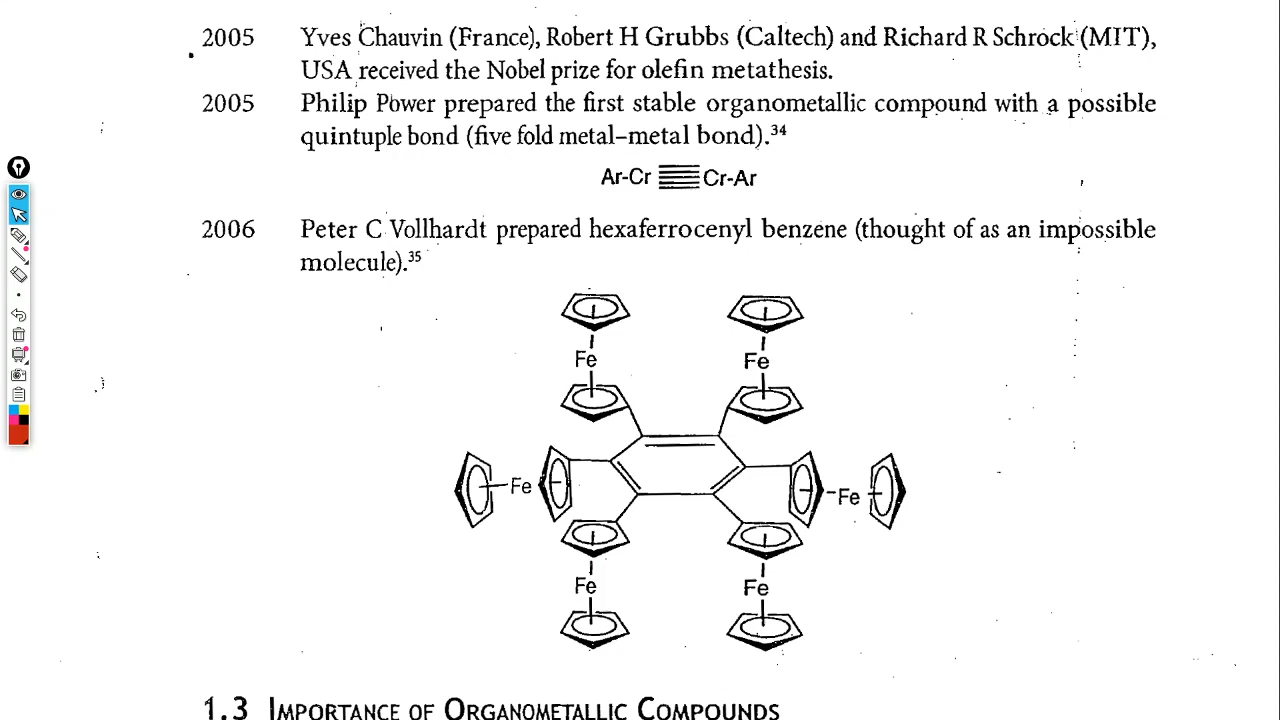 2005 Yves Chauvin (France), Robert H Grubbs (Caltech) and Richard R Schrock (MIT),
USA received the Nobel prize for olefin metathesis.
2005 Philip Power prepared the first stable organometallic compound with a possible
quintuple bond (five fold metal–metal bond).³⁴
Ar-Cr Cr-Ar
2006 Peter C Vollhardt prepared hexaferrocenyl benzene (thought of as an impossible
molecule).³⁵
Fe Fe
Fe Fe
Fe Fe
1.3 IMPORTANCE OF ORGANOMETALLIC COMPOUNDS